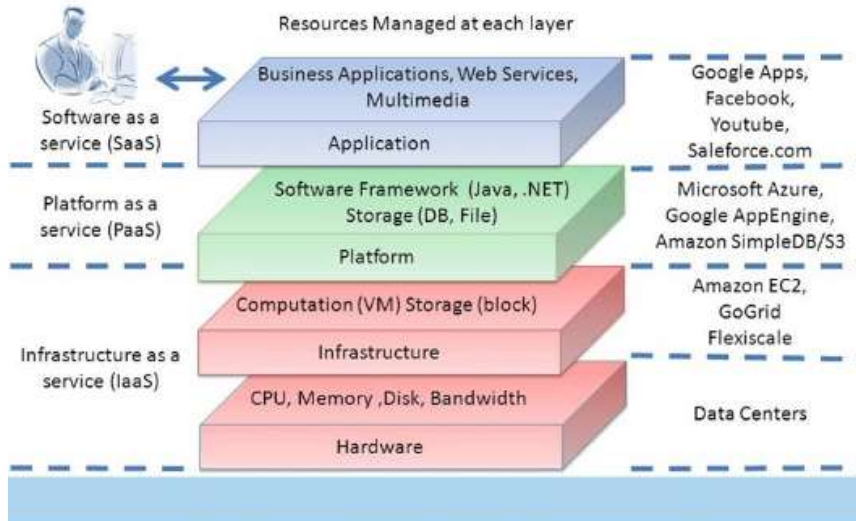 Resources Managed at each layer
Business Applications, Web Services,
Multimedia
Application
Software as a
service (SaaS)
Google Apps,
Facebook,
Youtube,
Saleforce.com
Software Framework (Java, .NET)
Storage (DB, File)
Platform
Platform as a
service (PaaS)
Microsoft Azure,
Google AppEngine,
Amazon SimpleDB/S3
Computation (VM) Storage (block)
Infrastructure
Amazon EC2,
GoGrid
Flexiscale
Infrastructure as a
service (IaaS)
CPU, Memory ,Disk, Bandwidth
Hardware
Data Centers